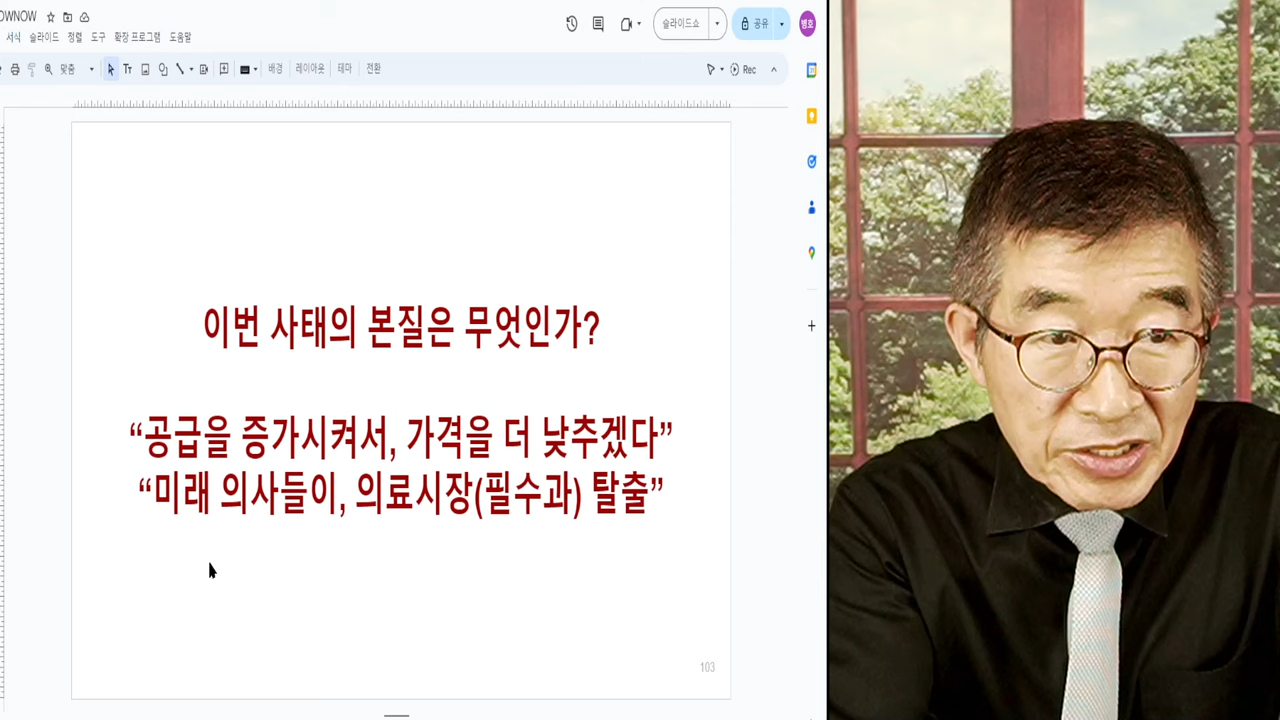 OWNOW
서식 슬라이드 정렬 도구 확장 프로그램 도움말
슬라이드쇼
공유
병호
맞춤
Tт
배경 레이아웃 테마 전환
Rec
이번 사태의 본질은 무엇인가?
“공급을 증가시켜서, 가격을 더 낮추겠다”
“미래 의사들이, 의료시장(필수과) 탈출”
103